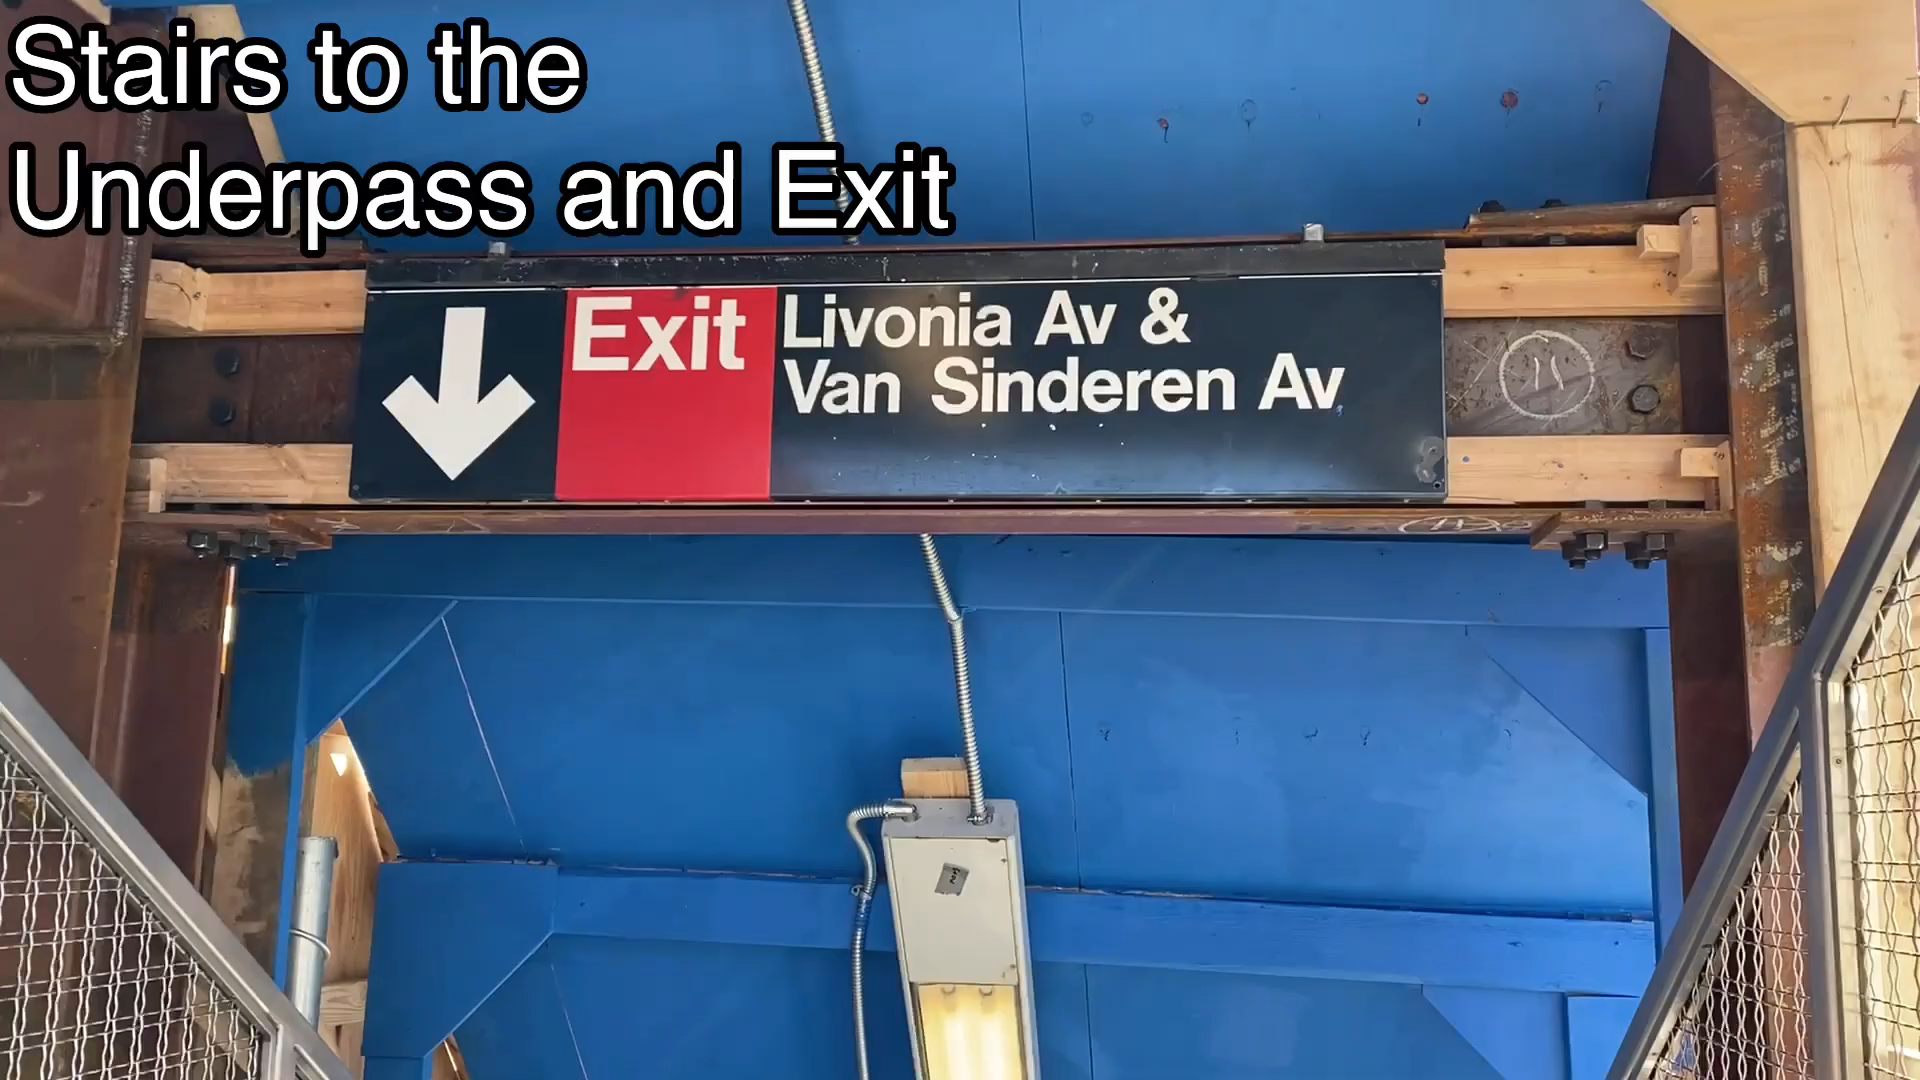 Stairs to the
Underpass and Exit
Exit
Livonia Av &
Van Sinderen Av